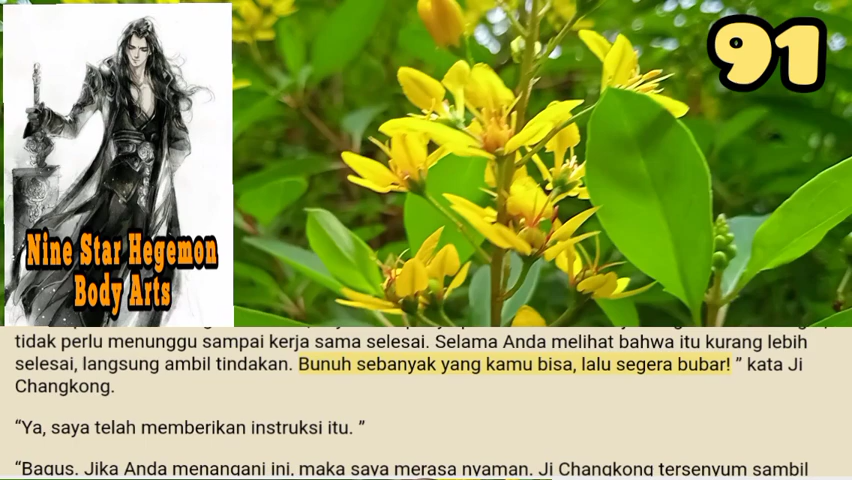 91
Nine Star Hegemon
Body Arts
tidak perlu menunggu sampai kerja sama selesai. Selama Anda melihat bahwa itu kurang lebih
selesai, langsung ambil tindakan. Bunuh sebanyak yang kamu bisa, lalu segera bubar! ” kata Ji
Changkong.
“Ya, saya telah memberikan instruksi itu. ”
“Bagus. Jika Anda menangani ini, maka saya merasa nyaman. Ji Changkong tersenyum sambil